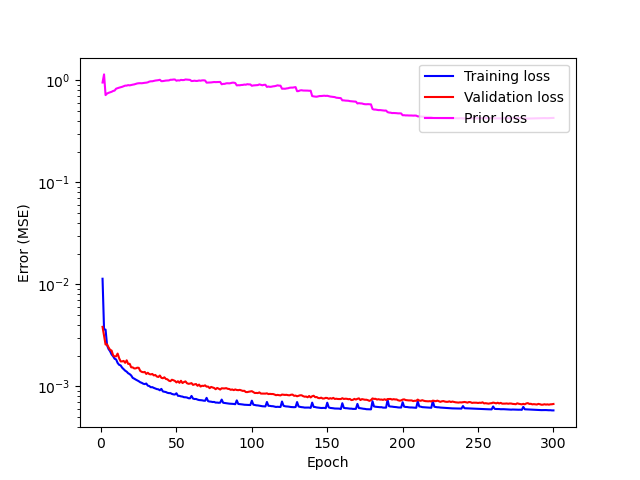 Training loss
Validation loss
Prior loss
Error (MSE)
10⁰
10⁻¹
10⁻²
10⁻³
0 50 100 150 200 250 300
Epoch